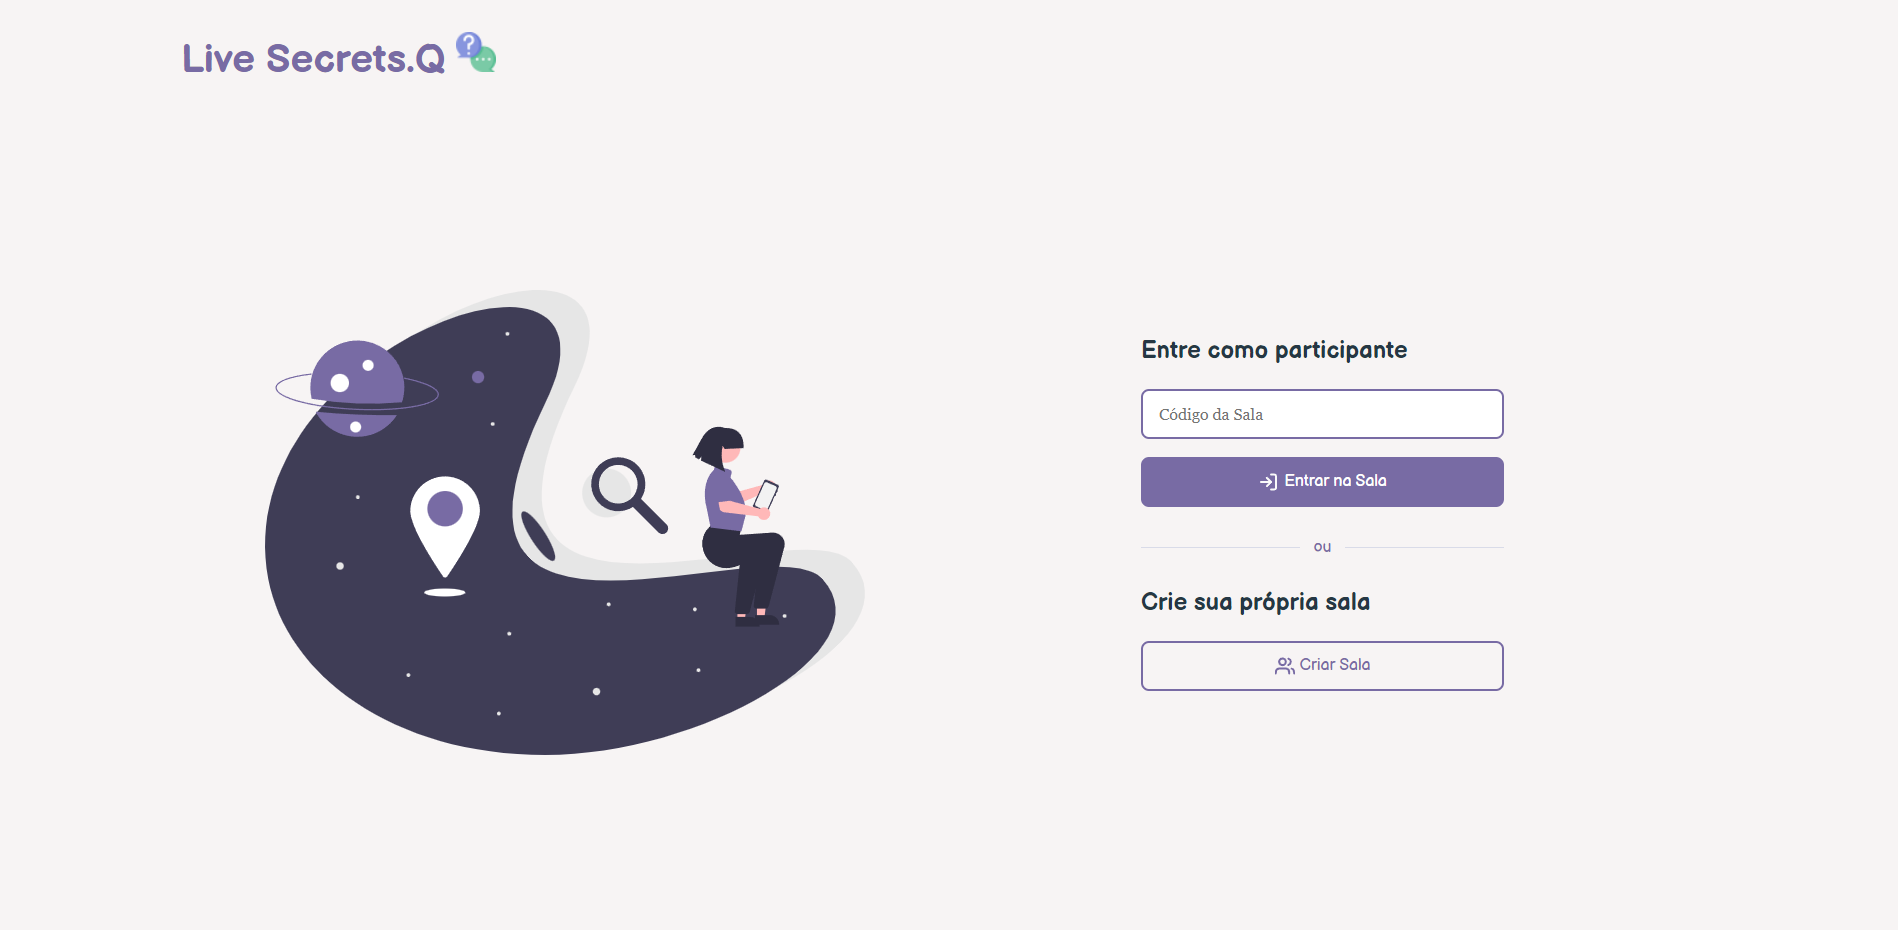 Live Secrets.Q
Entre como participante
Código da Sala
Entrar na Sala
ou
Crie sua própria sala
Criar Sala